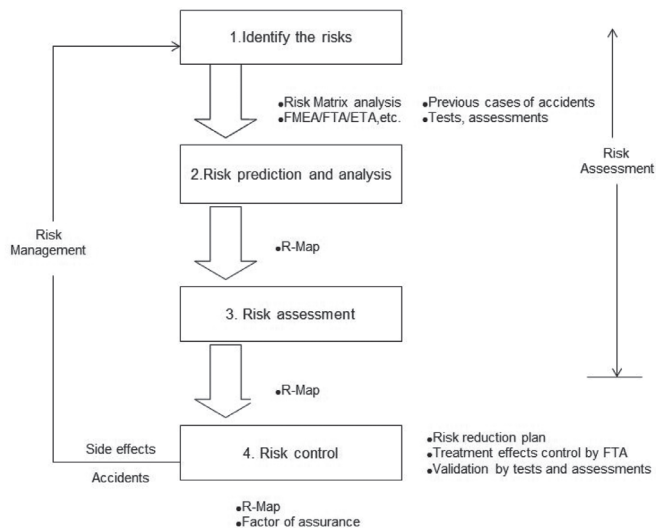 1.Identify the risks
●Risk Matrix analysis
●FMEA/FTA/ETA,etc.
●Previous cases of accidents
●Tests, assessments
Risk
Assessment
2.Risk prediction and analysis
Risk
Management
●R-Map
3. Risk assessment
●R-Map
4. Risk control
Side effects
Accidents
●Risk reduction plan
●Treatment effects control by FTA
●Validation by tests and assessments
●R-Map
●Factor of assurance